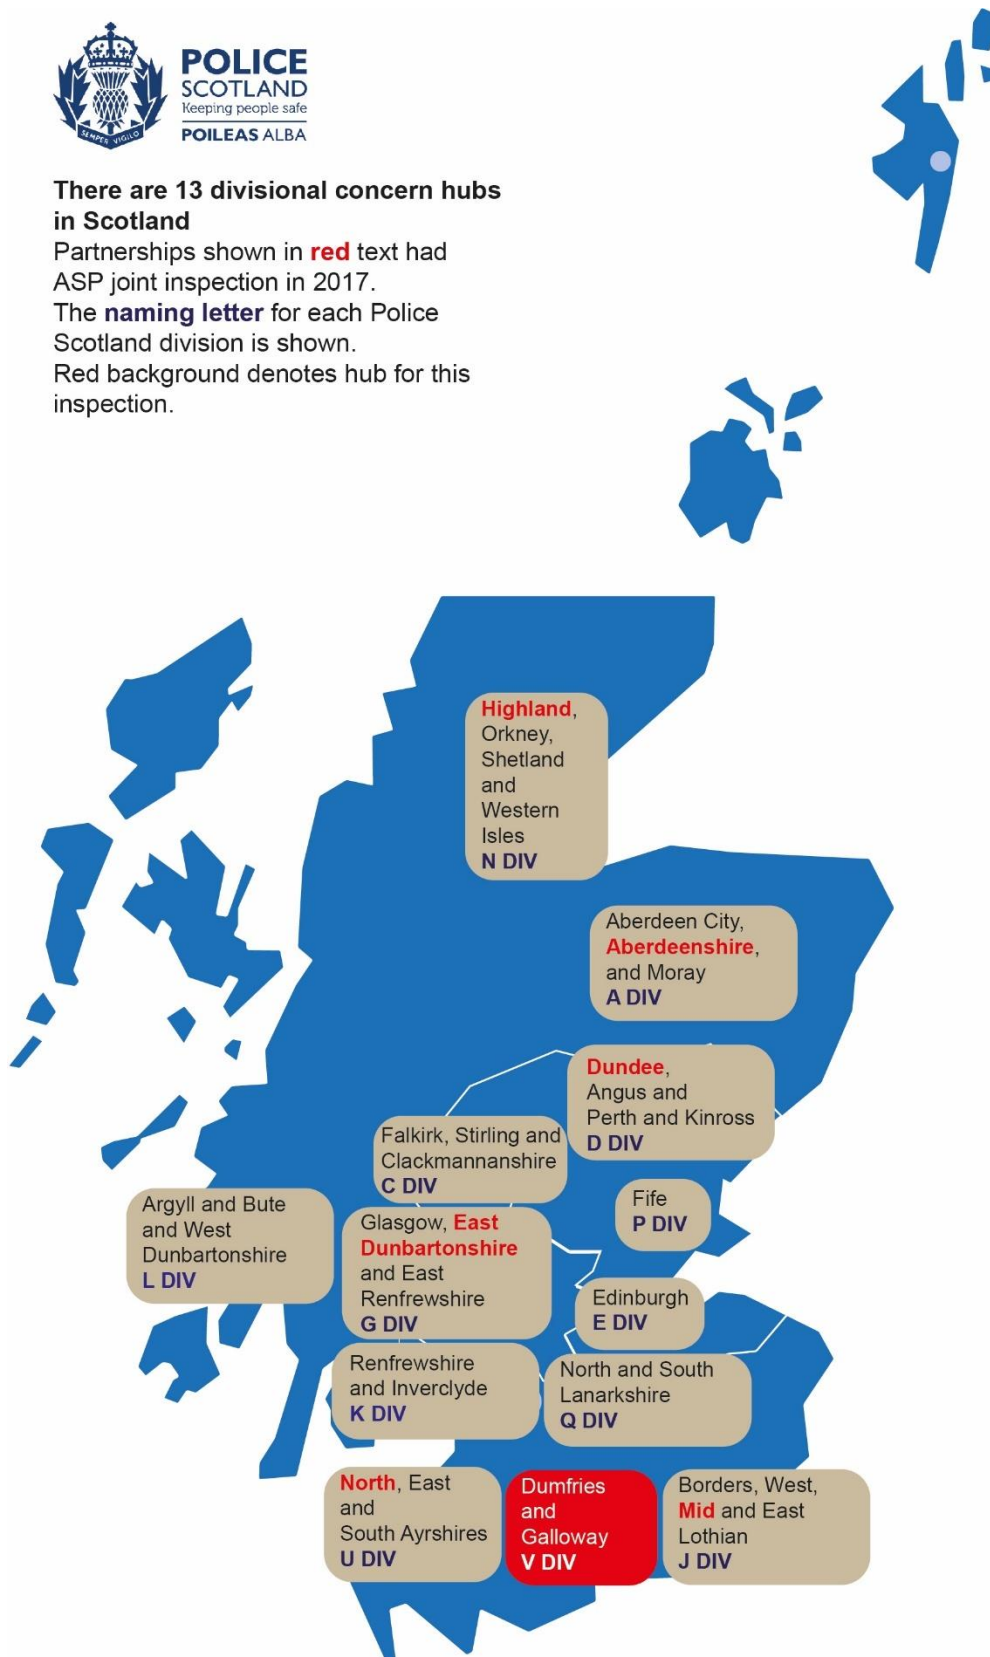 POLICE
SCOTLAND
Keeping people safe
POILEAS ALBA
SEMPER VIGILO
There are 13 divisional concern hubs
in Scotland
Partnerships shown in red text had
ASP joint inspection in 2017.
The naming letter for each Police
Scotland division is shown.
Red background denotes hub for this
inspection.
Highland,
Orkney,
Shetland
and
Western
Isles
N DIV
Aberdeen City,
Aberdeenshire,
and Moray
A DIV
Dundee,
Angus and
Perth and Kinross
D DIV
Falkirk, Stirling and
Clackmannanshire
C DIV
Fife
P DIV
Argyll and Bute
and West
Dunbartonshire
L DIV
Glasgow, East
Dunbartonshire
and East
Renfrewshire
G DIV
Edinburgh
E DIV
Renfrewshire
and Inverclyde
K DIV
North and South
Lanarkshire
Q DIV
North, East
and
South Ayrshires
U DIV
Dumfries
and
Galloway
V DIV
Borders, West,
Mid and East
Lothian
J DIV